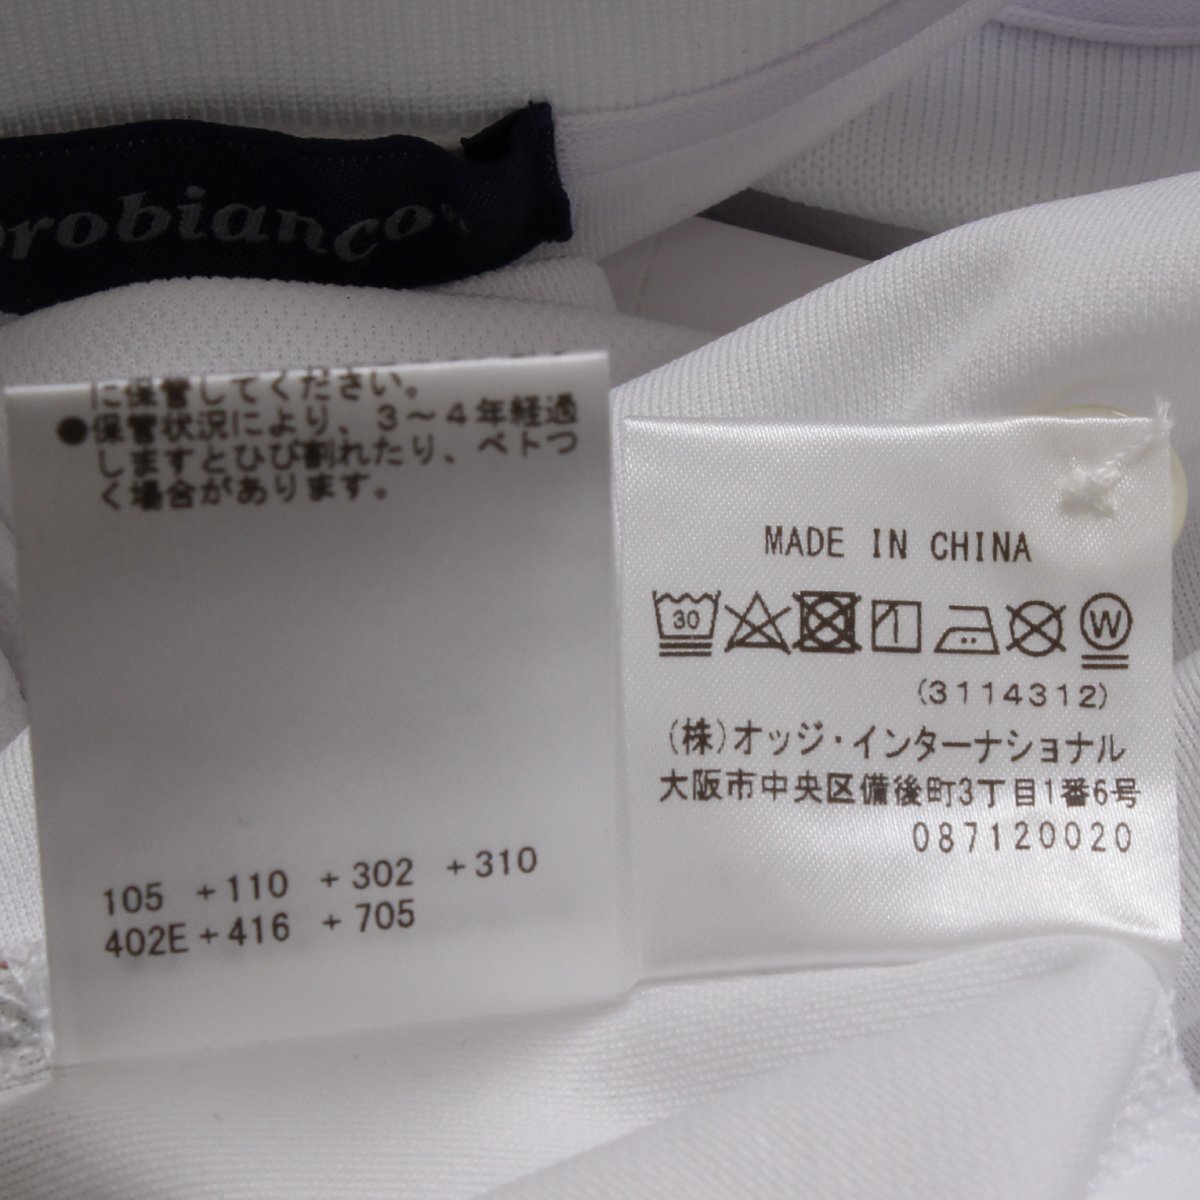 robianco
に保管してください。
●保管状況により、3〜4年経過
しますとひび割れたり、ベトつ
く場合があります。
105 +110 +302 +310
402E+416 +705
MADE IN CHINA
30 W
(3114312)
(株)オッジ・インターナショナル
大阪市中央区備後町3丁目1番6号
087120020